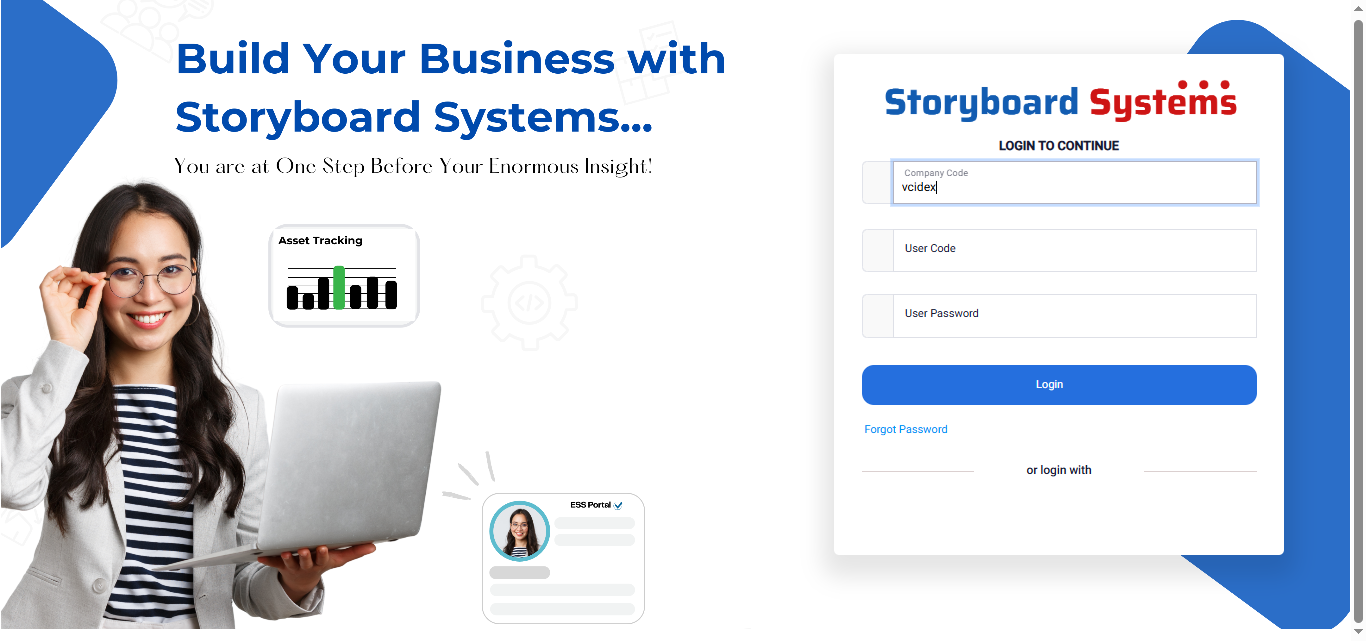 Build Your Business with
Storyboard Systems...
You are at One Step Before Your Enormous Insight!
Asset Tracking
ESS Portal
Storyboard Systems
LOGIN TO CONTINUE
Company Code
vcidex
User Code
User Password
Login
Forgot Password
or login with